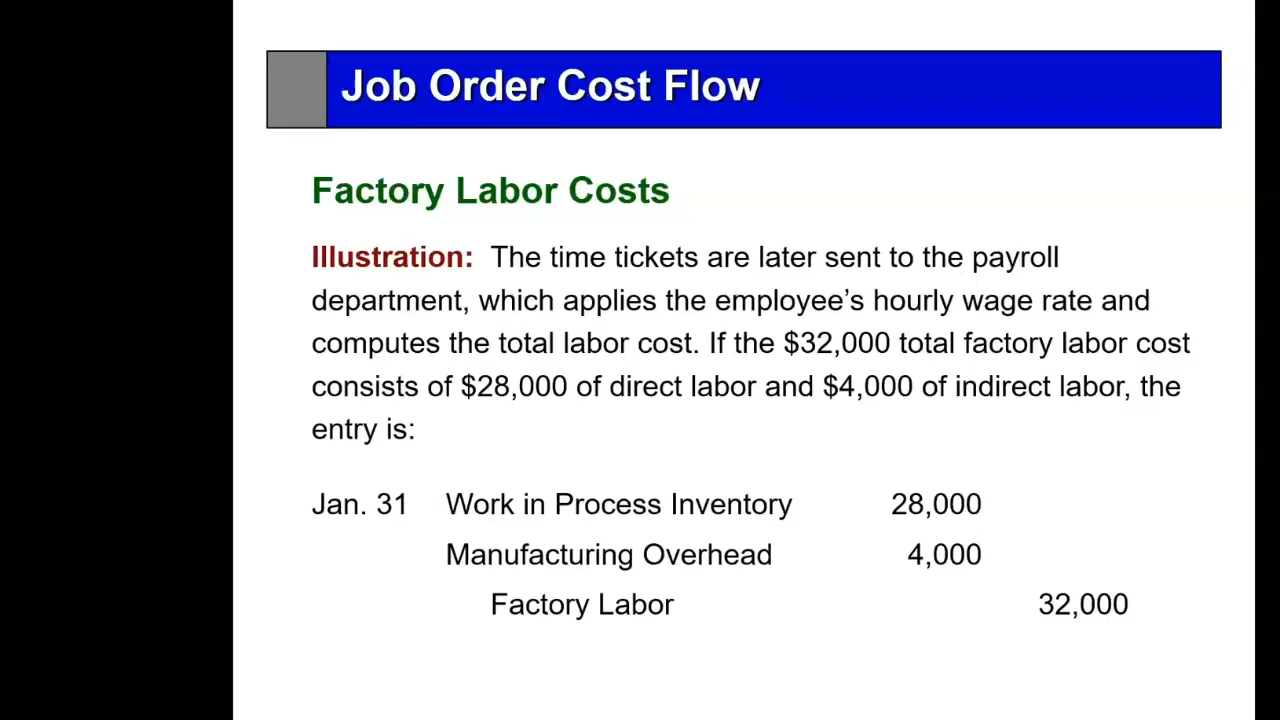 Job Order Cost Flow
Factory Labor Costs
Illustration: The time tickets are later sent to the payroll
department, which applies the employee’s hourly wage rate and
computes the total labor cost. If the $32,000 total factory labor cost
consists of $28,000 of direct labor and $4,000 of indirect labor, the
entry is:
Jan. 31 Work in Process Inventory 28,000
Manufacturing Overhead 4,000
Factory Labor 32,000